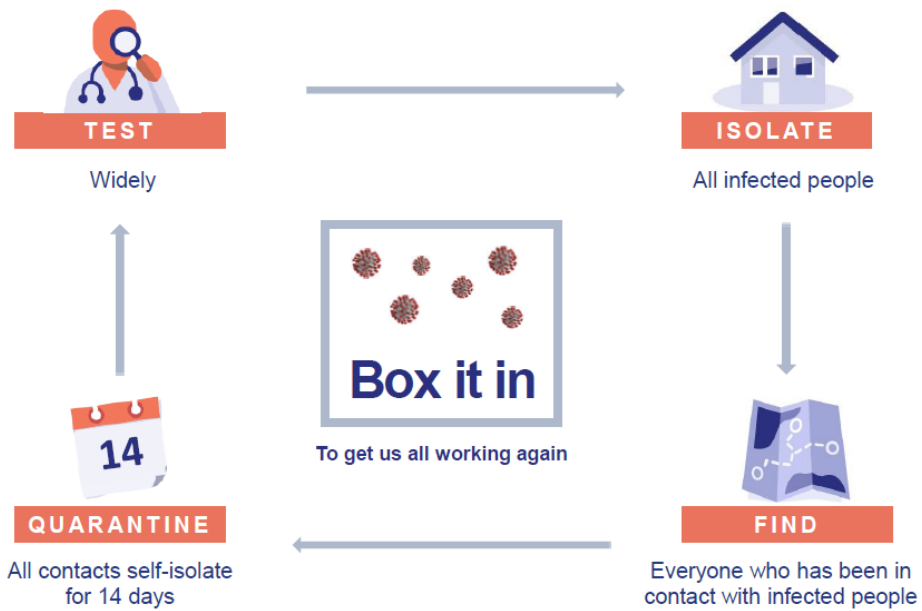 TEST
Widely
ISOLATE
All infected people
Box it in
To get us all working again
14
QUARANTINE
All contacts self-isolate
for 14 days
FIND
Everyone who has been in
contact with infected people